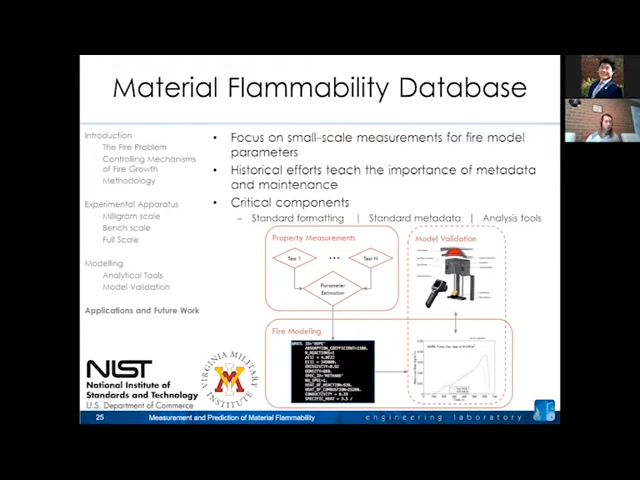 Material Flammability Database
Introduction
The Fire Problem
Controlling Mechanisms
of Fire Growth
Methodology
Experimental Apparatus
Miligram scale
Bench scale
Full Scale
Modelling
Analytical Tools
Model Validation
Applications and Future Work
• Focus on small-scale measurements for fire model
parameters
• Historical efforts teach the importance of metadata
and maintenance
• Critical components
– Standard formatting | Standard metadata | Analysis tools
Property Measurements
Test 1 ... Test N
Parameter
Estimation
Model Validation
Fire Modeling
NIST
National Institute of
Standards and Technology
U.S. Department of Commerce
VIRGINIA MILITARY
INSTITUTE
25 Measurement and Prediction of Material Flammability engineering laboratory